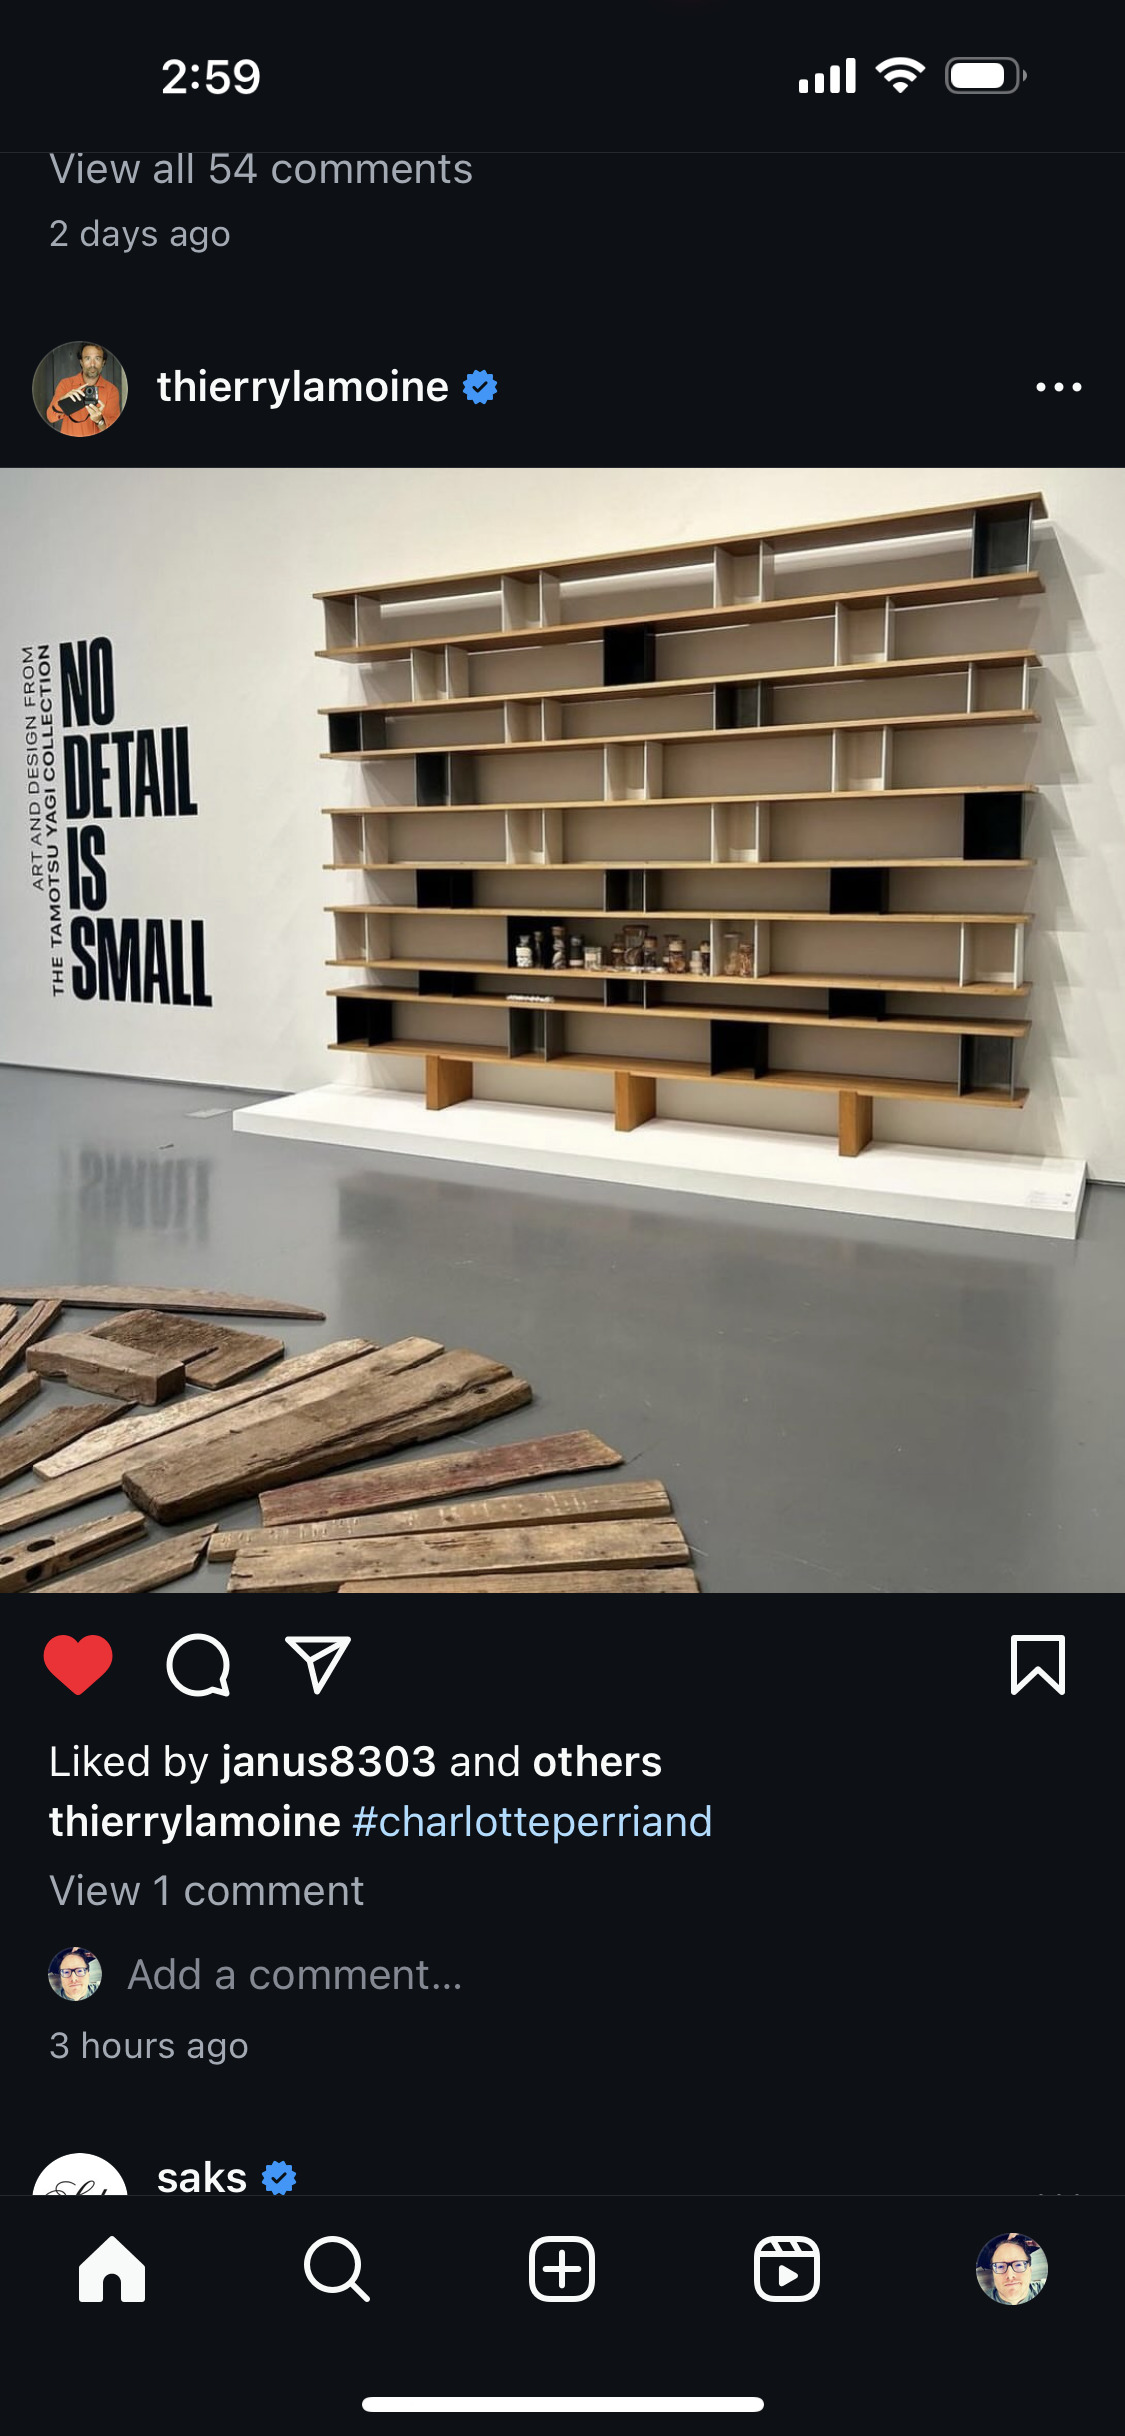 2:59
View all 54 comments
2 days ago
thierrylamoine
ART AND DESIGN FROM
THE TAMOTSU YAGI COLLECTION
NO
DETAIL
IS
SMALL
Liked by janus8303 and others
thierrylamoine #charlotteperriand
View 1 comment
Add a comment...
3 hours ago
saks